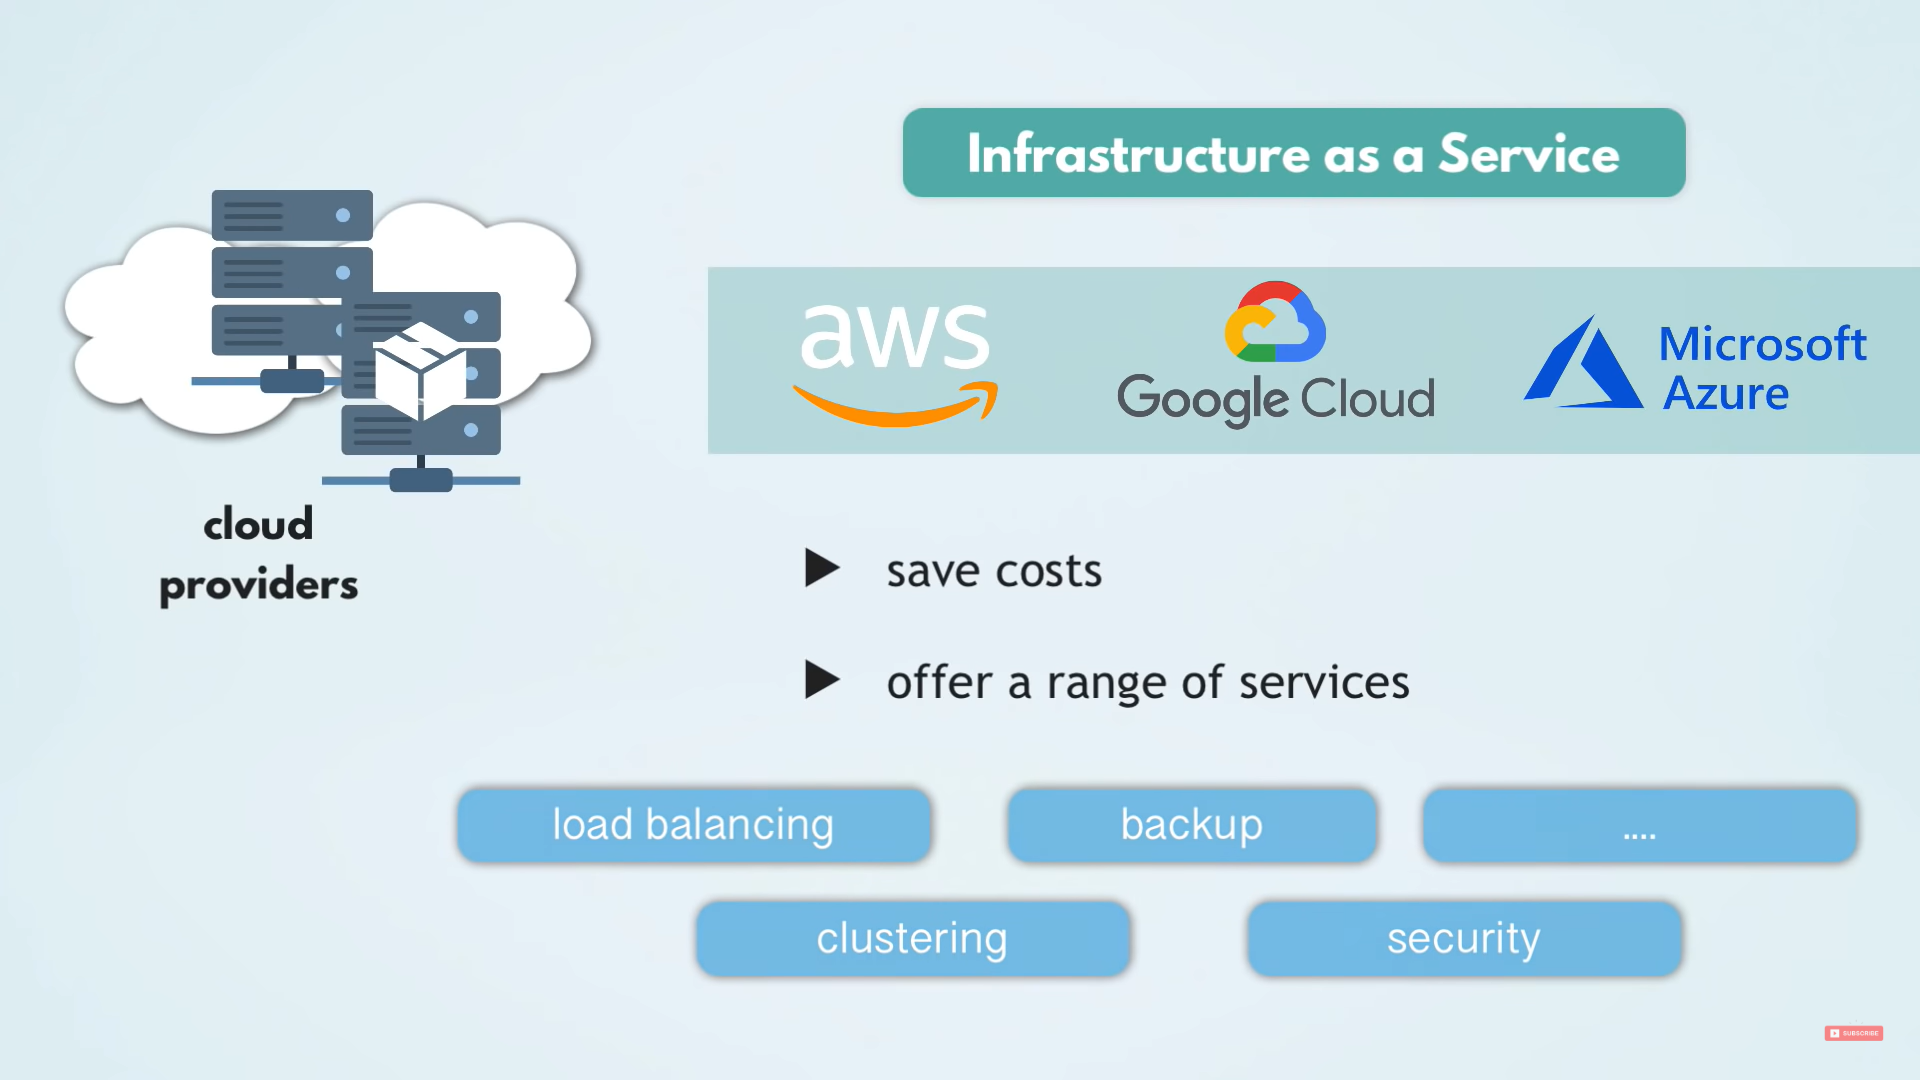 Infrastructure as a Service
aws
Google Cloud
Microsoft
Azure
cloud
providers
save costs
offer a range of services
load balancing
backup
....
clustering
security
SUBSCRIBE